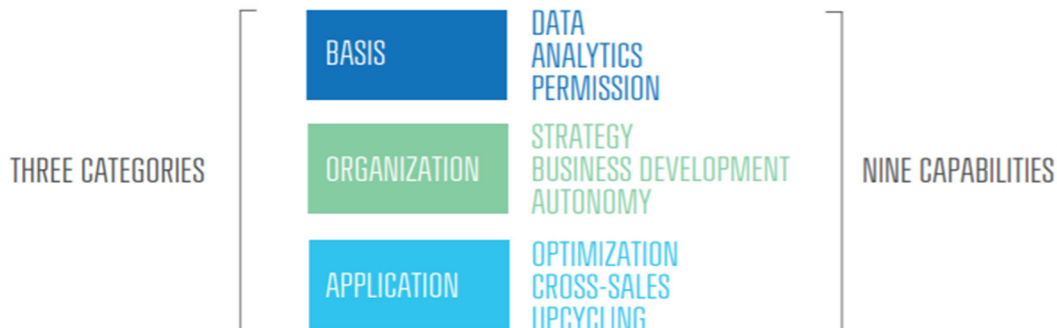 BASIS
DATA
ANALYTICS
PERMISSION
THREE CATEGORIES
ORGANIZATION
STRATEGY
BUSINESS DEVELOPMENT
AUTONOMY
NINE CAPABILITIES
APPLICATION
OPTIMIZATION
CROSS-SALES
UPCYCLING